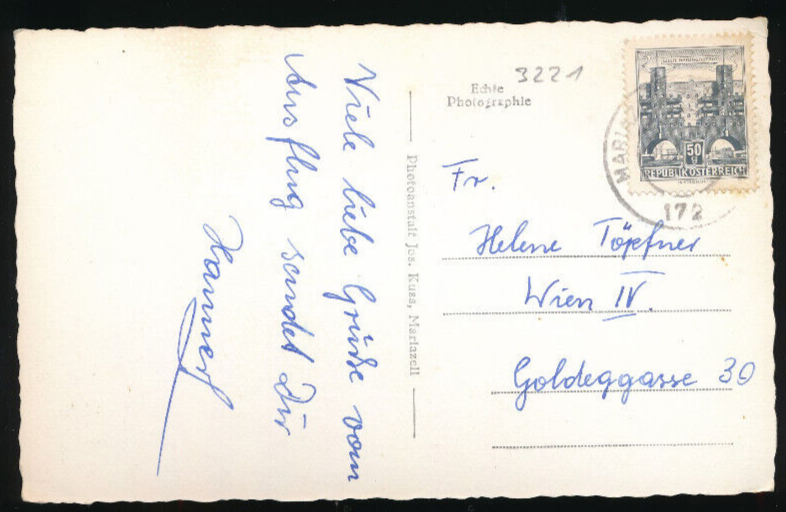 Viele liebe Grüße vom
Ausflug sendet Dir
Hannerl
Photoanstalt Jos. Kuss, Mariazell
Echte
Photographie
3221
50
g
REPUBLIK ÖSTERREICH
MARI
172
Fr.
Helene Töpfner
Wien IV.
Goldeggasse 30